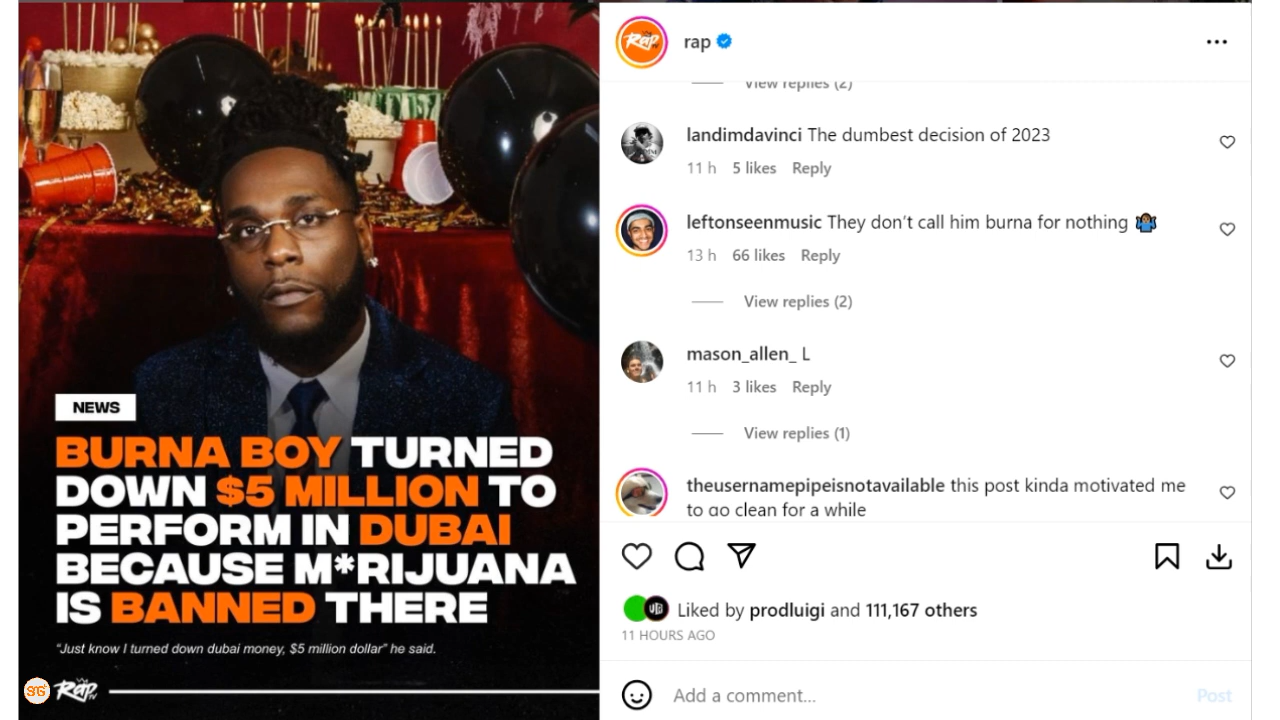 NEWS
BURNA BOY TURNED
DOWN $5 MILLION TO
PERFORM IN DUBAI
BECAUSE M*RIJUANA
IS BANNED THERE
“Just know I turned down dubai money, $5 million dollar” he said.
RAP TV
RAP
rap
View replies (2)
landimdavinci The dumbest decision of 2023
11 h 5 likes Reply
leftonseenmusic They don’t call him burna for nothing 🤷🏾‍♂️
13 h 66 likes Reply
View replies (2)
mason_allen_ L
11 h 3 likes Reply
View replies (1)
theusernamepipeisnotavailable this post kinda motivated me
to go clean for a while
Liked by prodluigi and 111,167 others
11 HOURS AGO
Add a comment...
Post